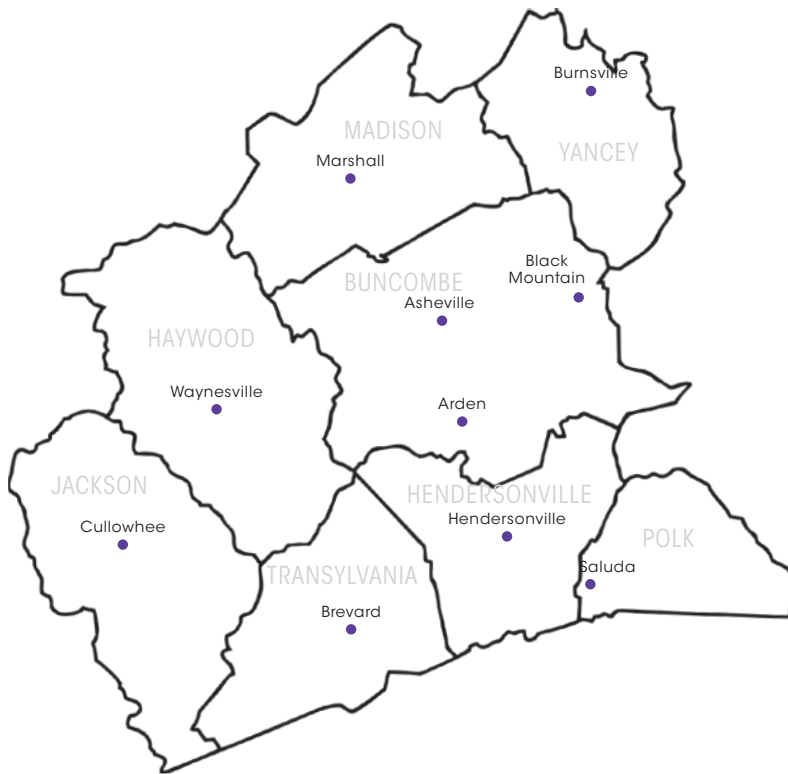 Burnsville
MADISON
YANCEY
Marshall
Black
Mountain
BUNCOMBE
Asheville
HAYWOOD
Waynesville
Arden
JACKSON
HENDERSONVILLE
Cullowhee
Hendersonville
POLK
TRANSYLVANIA
Saluda
Brevard